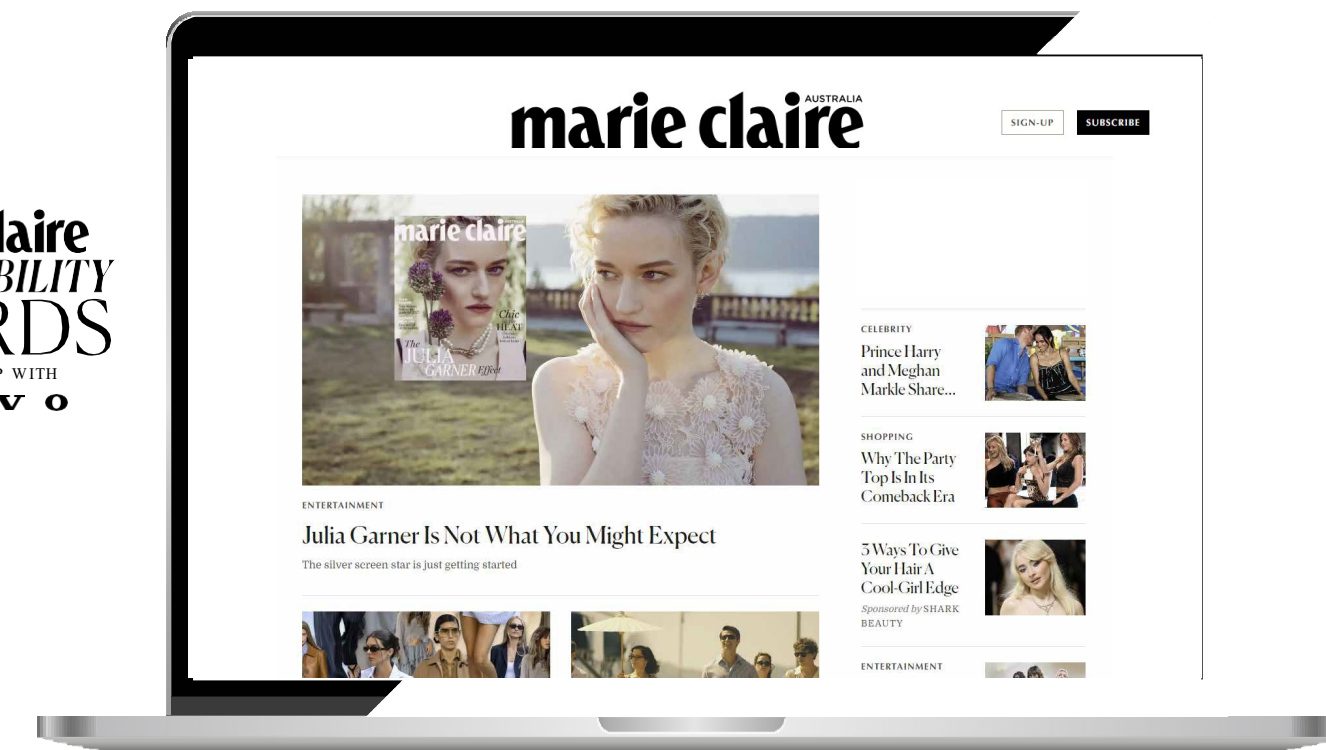 AUSTRALIA
marie claire
SIGN-UP
SUBSCRIBE
laire
BILITY
RDS
P WITH
v o
marie claire
Chic
HEAT
The
JULIA
GARNER Effect
ENTERTAINMENT
Julia Garner Is Not What You Might Expect
The silver screen star is just getting started
CELEBRITY
Prince Harry
and Meghan
Markle Share...
SHOPPING
Why The Party
Top Is In Its
Comeback Era
3 Ways To Give
Your Hair A
Cool-Girl Edge
Sponsored by SHARK
BEAUTY
ENTERTAINMENT